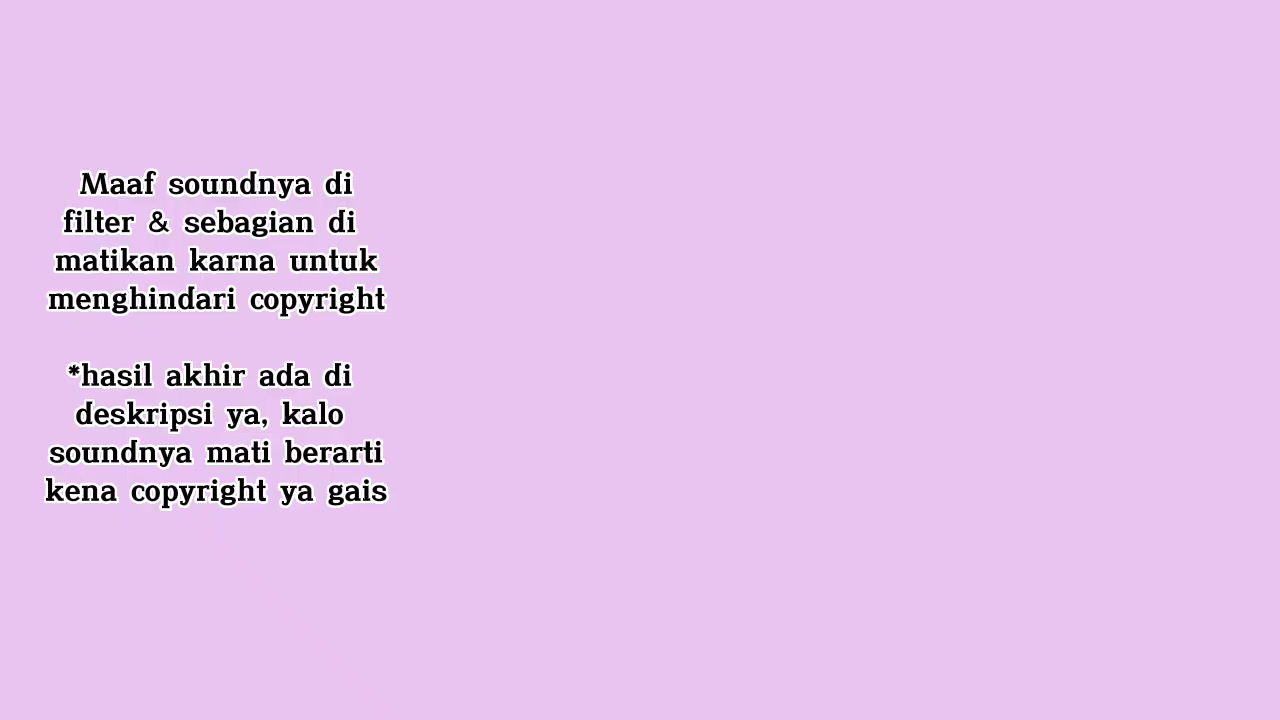 Maaf soundnya di
filter & sebagian di
matikan karna untuk
menghindari copyright
*hasil akhir ada di
deskripsi ya, kalo
soundnya mati berarti
kena copyright ya gais